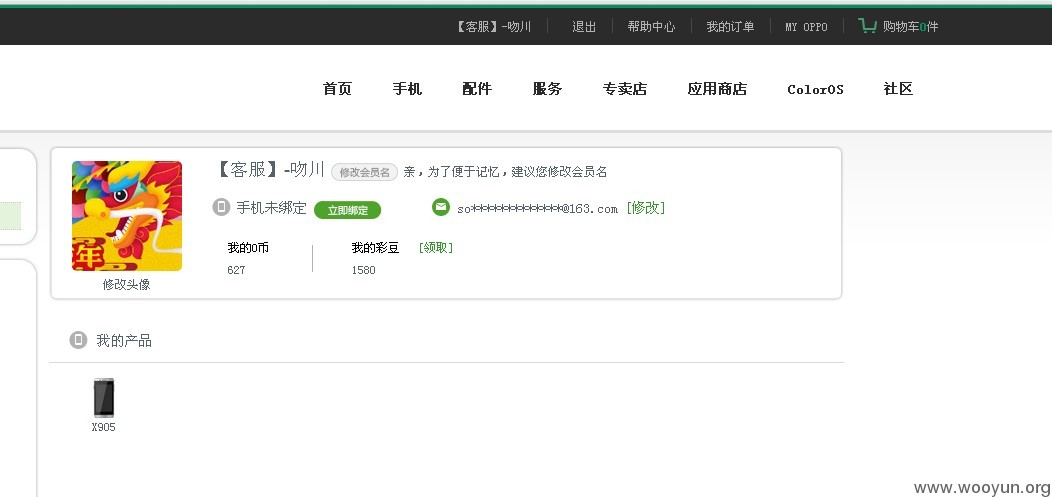 【客服】-吻川 退出 帮助中心 我的订单 MY OPPO 购物车0件
首页 手机 配件 服务 专卖店 应用商店 ColorOS 社区
【客服】-吻川 修改会员名 亲，为了便于记忆，建议您修改会员名
手机未绑定 立即绑定 so************@163.com [修改]
我的O币 我的彩豆 [领取]
627 1580
年
修改头像
我的产品
X905
www.wooyun.org